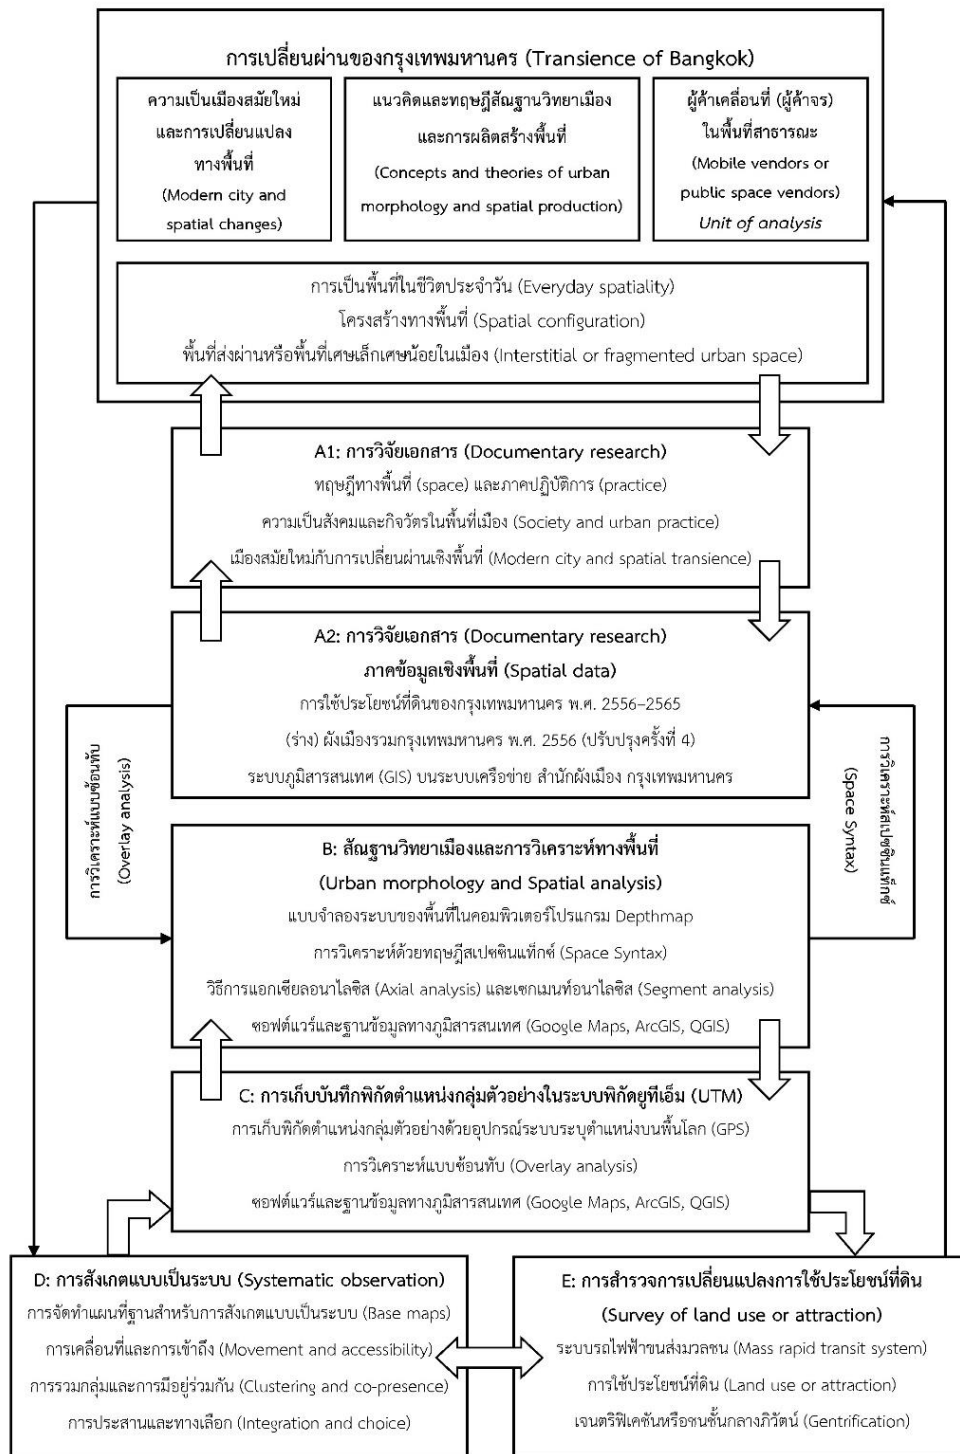 การเปลี่ยนผ่านของกรุงเทพมหานคร (Transience of Bangkok)
ความเป็นเมืองสมัยใหม่
และการเปลี่ยนแปลง
ทางพื้นที่
(Modern city and
spatial changes)
แนวคิดและทฤษฎีสัณฐานวิทยาเมือง
และการผลิตสร้างพื้นที่
(Concepts and theories of urban
morphology and spatial production)
ผู้ค้าเคลื่อนที่ (ผู้ค้าจร)
ในพื้นที่สาธารณะ
(Mobile vendors or
public space vendors)
Unit of analysis
การเป็นพื้นที่ในชีวิตประจำวัน (Everyday spatiality)
โครงสร้างทางพื้นที่ (Spatial configuration)
พื้นที่ส่งผ่านหรือพื้นที่เศษเล็กเศษน้อยในเมือง (Interstitial or fragmented urban space)
A1: การวิจัยเอกสาร (Documentary research)
ทฤษฎีทางพื้นที่ (space) และภาคปฏิบัติการ (practice)
ความเป็นสังคมและกิจวัตรในพื้นที่เมือง (Society and urban practice)
เมืองสมัยใหม่กับการเปลี่ยนผ่านเชิงพื้นที่ (Modern city and spatial transience)
A2: การวิจัยเอกสาร (Documentary research)
ภาคข้อมูลเชิงพื้นที่ (Spatial data)
การใช้ประโยชน์ที่ดินของกรุงเทพมหานคร พ.ศ. 2556–2565
(ร่าง) ผังเมืองรวมกรุงเทพมหานคร พ.ศ. 2556 (ปรับปรุงครั้งที่ 4)
ระบบภูมิสารสนเทศ (GIS) บนระบบเครือข่าย สำนักผังเมือง กรุงเทพมหานคร
การวิเคราะห์แบบซ้อนทับ
(Overlay analysis)
การวิเคราะห์สเปซซินแท็กซ์
(Space Syntax)
B: สัณฐานวิทยาเมืองและการวิเคราะห์ทางพื้นที่
(Urban morphology and Spatial analysis)
แบบจำลองระบบของพื้นที่ในคอมพิวเตอร์โปรแกรม Depthmap
การวิเคราะห์ด้วยทฤษฎีสเปซซินแท็กซ์ (Space Syntax)
วิธีการแอกเซียลอนาไลซิส (Axial analysis) และเซกเมนท์อนาไลซิส (Segment analysis)
ซอฟต์แวร์และฐานข้อมูลทางภูมิสารสนเทศ (Google Maps, ArcGIS, QGIS)
C: การเก็บบันทึกพิกัดตำแหน่งกลุ่มตัวอย่างในระบบพิกัดยูทีเอ็ม (UTM)
การเก็บพิกัดตำแหน่งกลุ่มตัวอย่างด้วยอุปกรณ์ระบบระบุตำแหน่งบนพื้นโลก (GPS)
การวิเคราะห์แบบซ้อนทับ (Overlay analysis)
ซอฟต์แวร์และฐานข้อมูลทางภูมิสารสนเทศ (Google Maps, ArcGIS, QGIS)
D: การสังเกตแบบเป็นระบบ (Systematic observation)
การจัดทำแผนที่ฐานสำหรับการสังเกตแบบเป็นระบบ (Base maps)
การเคลื่อนที่และการเข้าถึง (Movement and accessibility)
การรวมกลุ่มและการมีอยู่ร่วมกัน (Clustering and co-presence)
การประสานและทางเลือก (Integration and choice)
E: การสำรวจการเปลี่ยนแปลงการใช้ประโยชน์ที่ดิน
(Survey of land use or attraction)
ระบบรถไฟฟ้าขนส่งมวลชน (Mass rapid transit system)
การใช้ประโยชน์ที่ดิน (Land use or attraction)
เจนตริฟิเคชันหรือชนชั้นกลางภิวัตน์ (Gentrification)